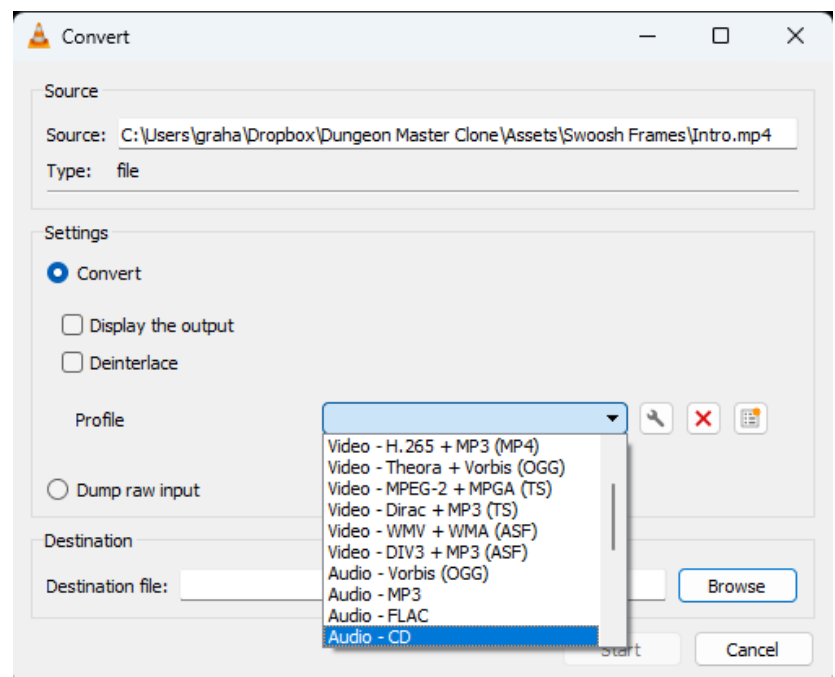 Convert
Source
Source: C:\Users\graha\Dropbox\Dungeon Master Clone\Assets\Swoosh Frames\Intro.mp4
Type: file
Settings
Convert
Display the output
Deinterlace
Profile
Video - H.265 + MP3 (MP4)
Video - Theora + Vorbis (OGG)
Video - MPEG-2 + MPGA (TS)
Video - Dirac + MP3 (TS)
Video - WMV + WMA (ASF)
Video - DIV3 + MP3 (ASF)
Audio - Vorbis (OGG)
Audio - MP3
Audio - FLAC
Audio - CD
Dump raw input
Destination
Destination file:
Browse
Start
Cancel